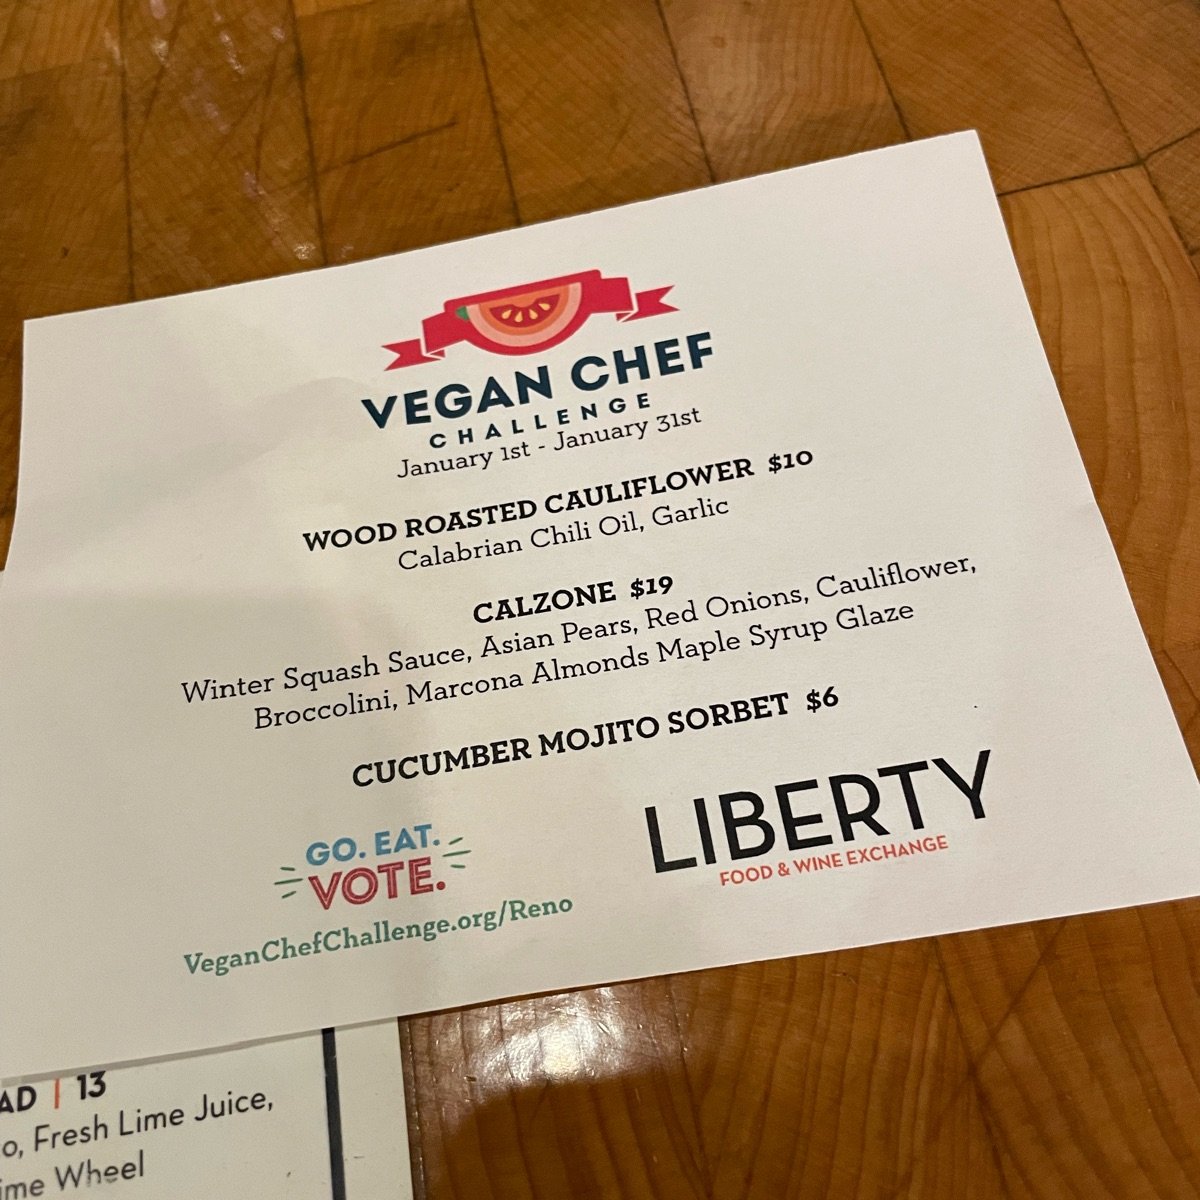 VEGAN CHEF
CHALLENGE
January 1st - January 31st
WOOD ROASTED CAULIFLOWER $10
Calabrian Chili Oil, Garlic
CALZONE $19
Winter Squash Sauce, Asian Pears, Red Onions, Cauliflower,
Broccolini, Marcona Almonds Maple Syrup Glaze
CUCUMBER MOJITO SORBET $6
GO. EAT.
VOTE.
VeganChefChallenge.org/Reno
LIBERTY
FOOD & WINE EXCHANGE
AD | 13
o, Fresh Lime Juice,
ime Wheel